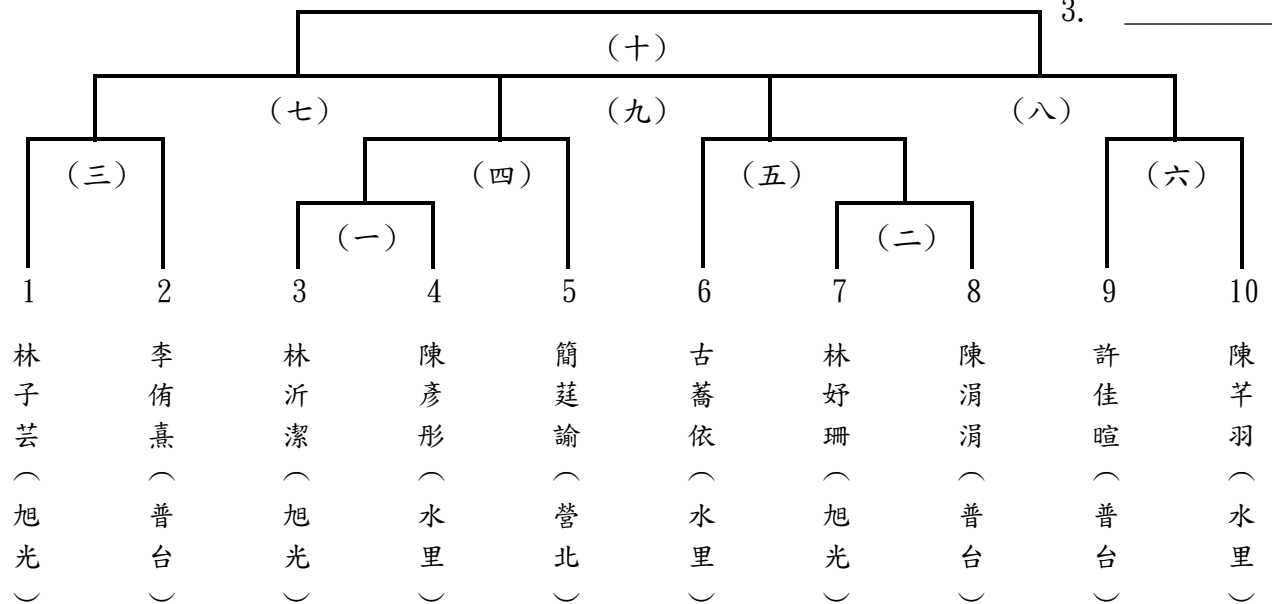 3. ____________
(十)
(七) (九) (八)
(三) (四) (五) (六)
(一) (二)
1 2 3 4 5 6 7 8 9 10
林子芸(旭光)
李侑熹(普台)
林沂潔(旭光)
陳彥彤(水里)
簡莛諭(營北)
古蕎依(水里)
林妤珊(旭光)
陳涓涓(普台)
許佳暄(普台)
陳芊羽(水里)